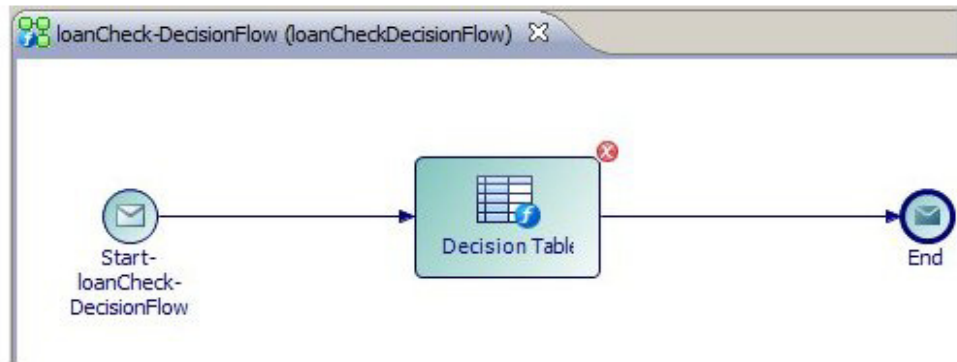 loanCheck-DecisionFlow (loanCheckDecisionFlow)
Decision Table
Start-
loanCheck-
DecisionFlow
End